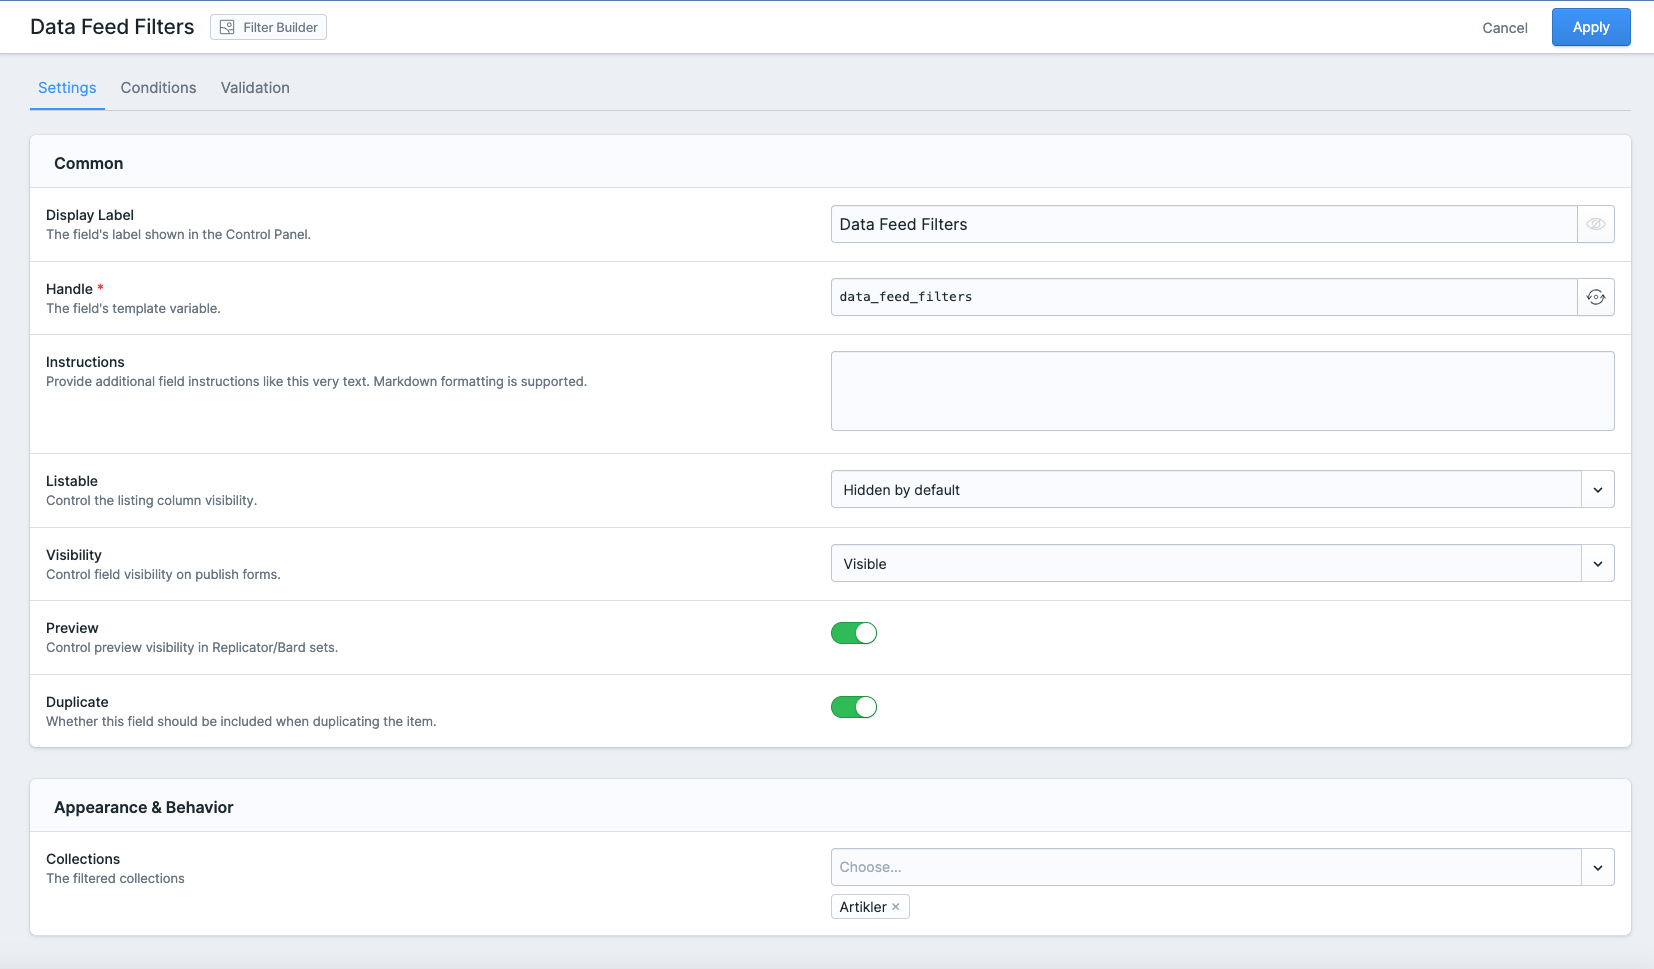 Data Feed Filters
Filter Builder
Cancel
Apply
Settings
Conditions
Validation
Common
Display Label
The field's label shown in the Control Panel.
Data Feed Filters
Handle *
The field's template variable.
data_feed_filters
Instructions
Provide additional field instructions like this very text. Markdown formatting is supported.
Listable
Control the listing column visibility.
Hidden by default
Visibility
Control field visibility on publish forms.
Visible
Preview
Control preview visibility in Replicator/Bard sets.
Duplicate
Whether this field should be included when duplicating the item.
Appearance & Behavior
Collections
The filtered collections
Choose...
Artikler ×